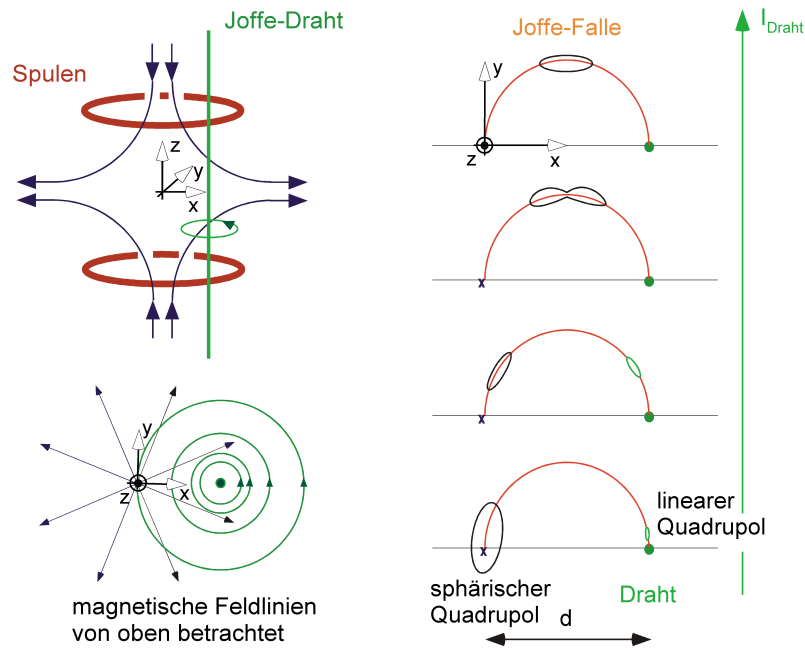 Joffe-Draht
Spulen
z
y
x
y
z
x
magnetische Feldlinien
von oben betrachtet
Joffe-Falle
I_Draht
y
z
x
x
x
x
linearer
Quadrupol
sphärischer
Quadrupol
Draht
d